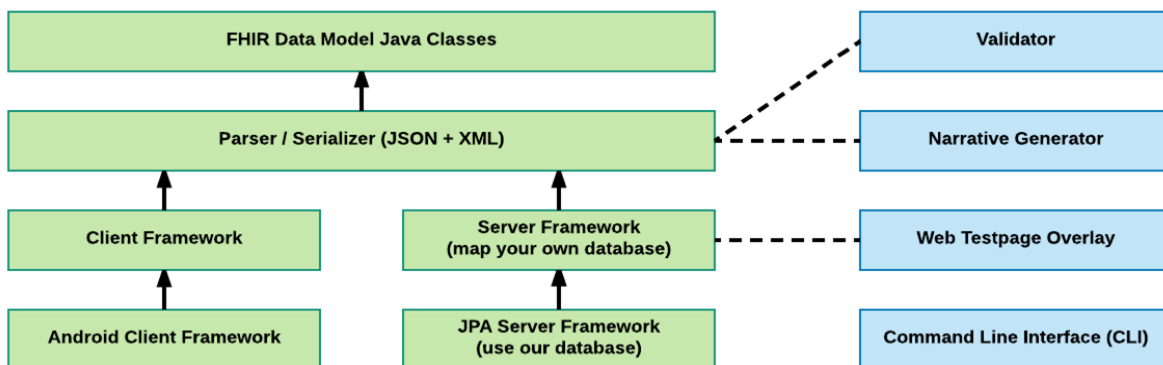 FHIR Data Model Java Classes
Validator
Parser / Serializer (JSON + XML)
Narrative Generator
Client Framework
Server Framework
(map your own database)
Web Testpage Overlay
Android Client Framework
JPA Server Framework
(use our database)
Command Line Interface (CLI)